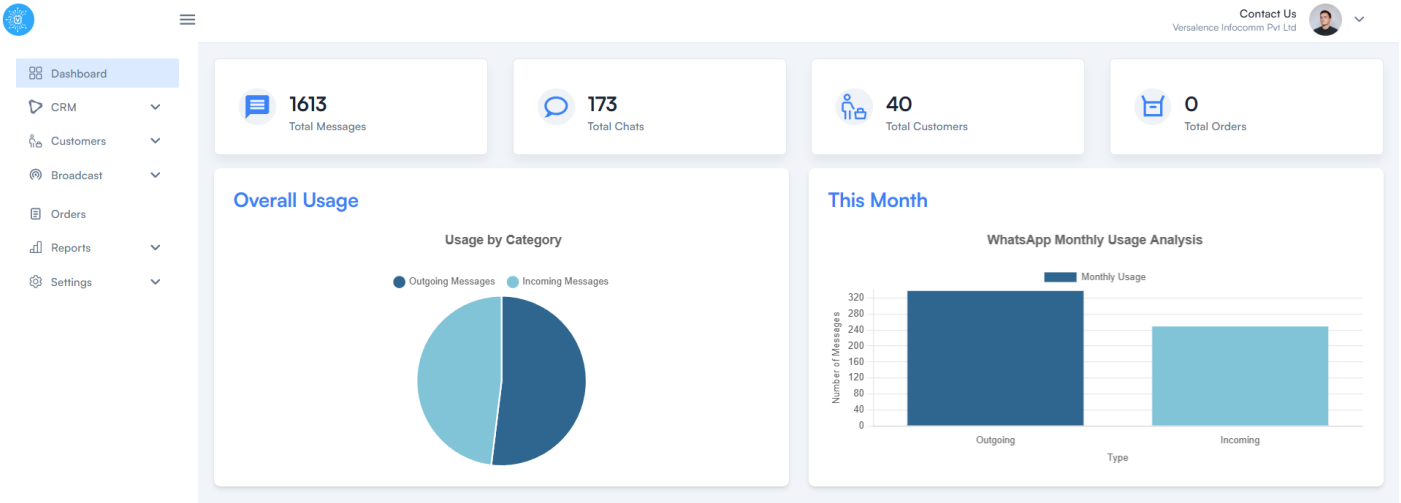 Contact Us
Versalence Infocomm Pvt Ltd
Dashboard
CRM
Customers
Broadcast
Orders
Reports
Settings
1613
Total Messages
173
Total Chats
40
Total Customers
0
Total Orders
Overall Usage
Usage by Category
Outgoing Messages Incoming Messages
This Month
WhatsApp Monthly Usage Analysis
Monthly Usage
Number of Messages
320
280
240
200
160
120
80
40
0
Outgoing Incoming
Type